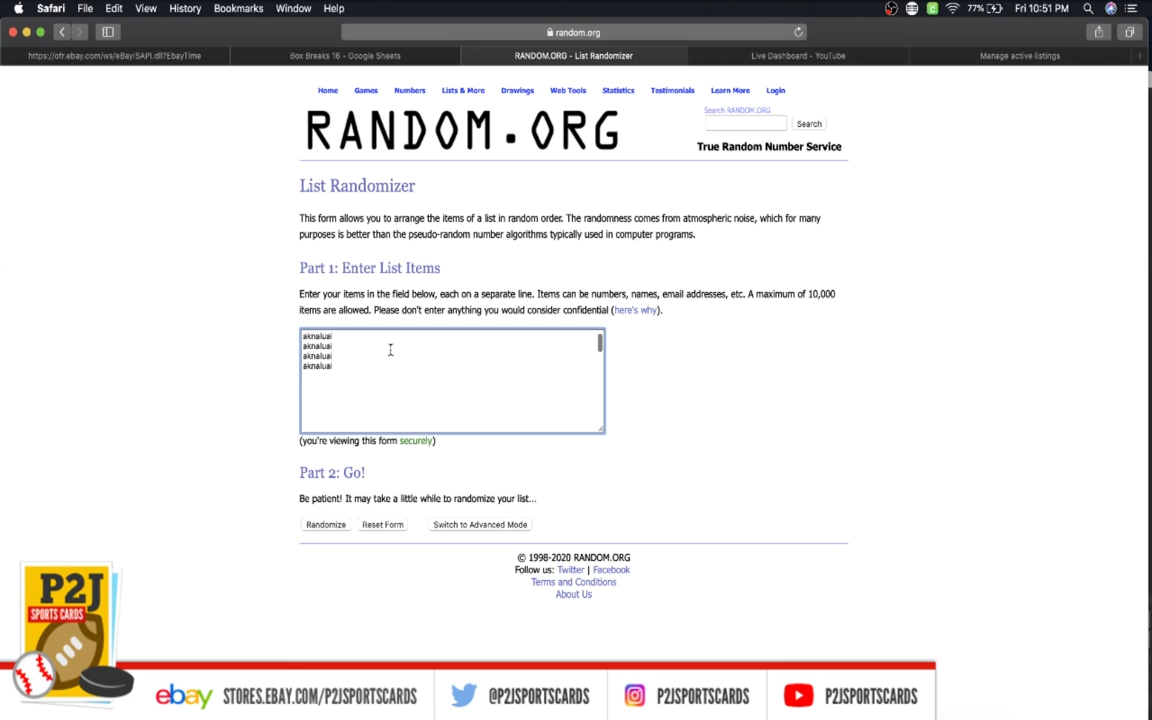 Safari File Edit View History Bookmarks Window Help 77% Fri 10:51 PM
random.org
https://ofr.ebay.com/ws/eBayISAPI.dll?EbayTime Box Breaks 16 - Google Sheets RANDOM.ORG - List Randomizer Live Dashboard - YouTube Manage active listings
Home Games Numbers Lists & More Drawings Web Tools Statistics Testimonials Learn More Login
Search RANDOM.ORG
RANDOM.ORG
Search
True Random Number Service
List Randomizer
This form allows you to arrange the items of a list in random order. The randomness comes from atmospheric noise, which for many
purposes is better than the pseudo-random number algorithms typically used in computer programs.
Part 1: Enter List Items
Enter your items in the field below, each on a separate line. Items can be numbers, names, email addresses, etc. A maximum of 10,000
items are allowed. Please don't enter anything you would consider confidential (here's why).
aknaluai
aknaluai
aknaluai
aknaluai
(you're viewing this form securely)
Part 2: Go!
Be patient! It may take a little while to randomize your list...
Randomize Reset Form Switch to Advanced Mode
© 1998-2020 RANDOM.ORG
Follow us: Twitter | Facebook
Terms and Conditions
About Us
P2J
SPORTS CARDS
ebay STORES.EBAY.COM/P2JSPORTSCARDS @P2JSPORTSCARDS P2JSPORTSCARDS P2JSPORTSCARDS